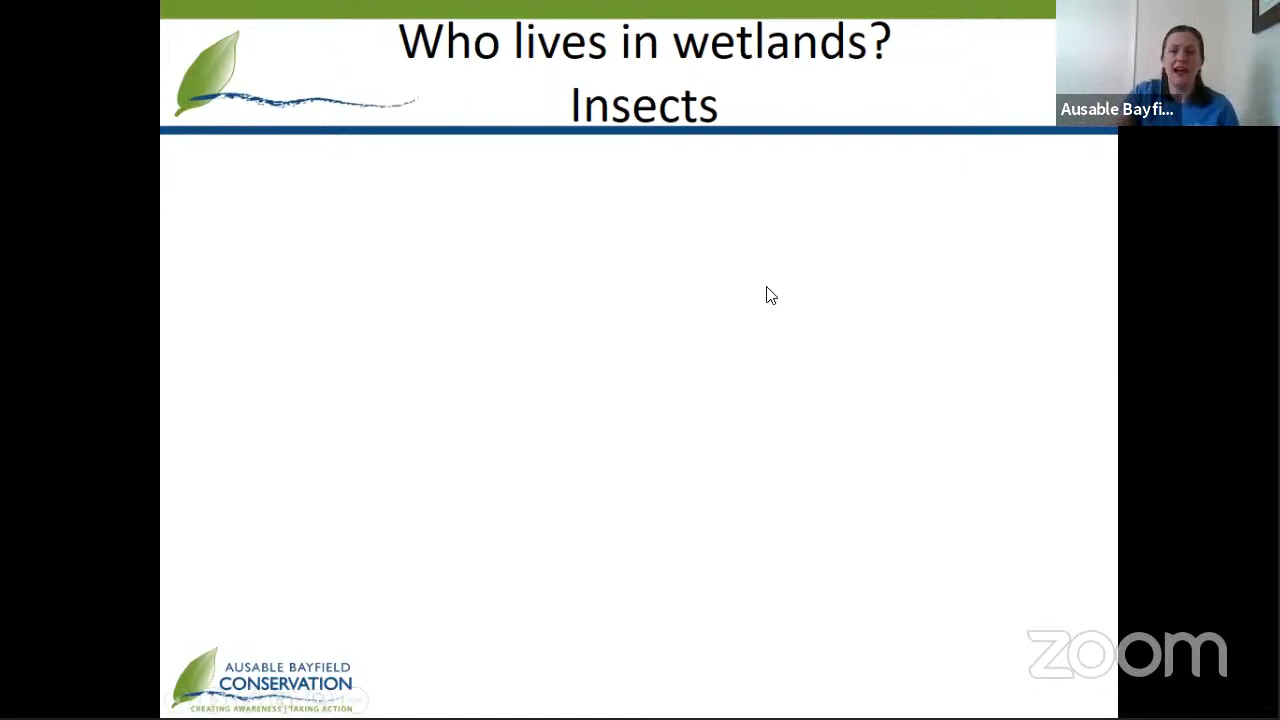 Who lives in wetlands?
Insects
Ausable Bayfi...
AUSABLE BAYFIELD
CONSERVATION
CREATING AWARENESS | TAKING ACTION
zoom